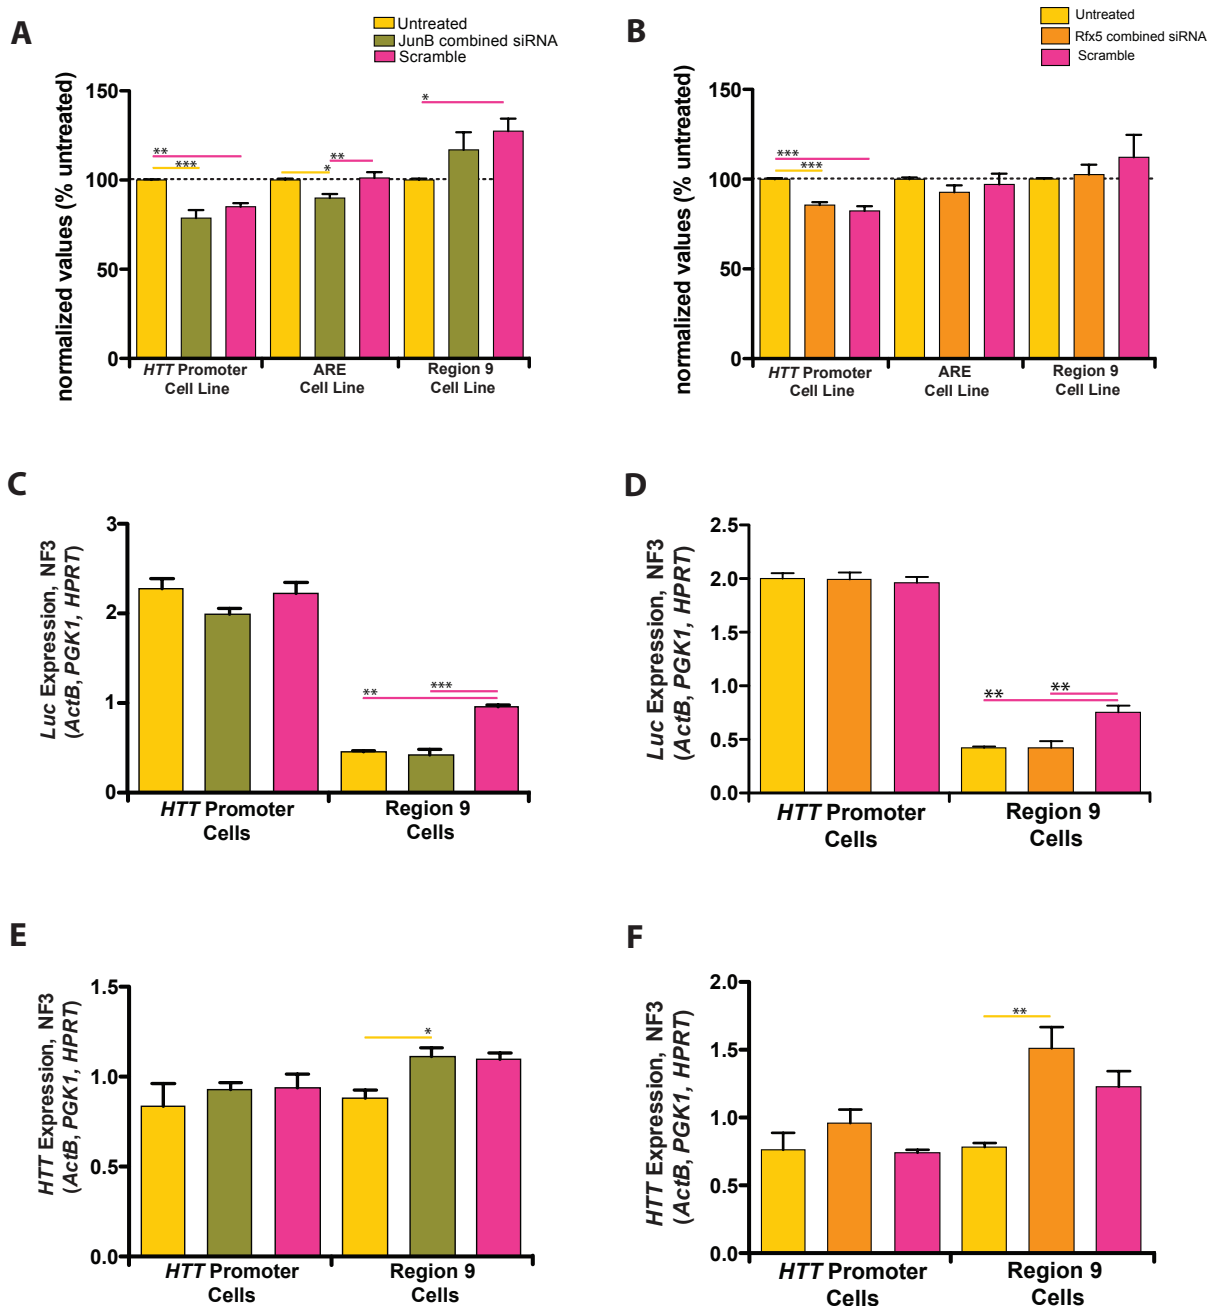 A
Untreated
JunB combined siRNA
Scramble
normalized values (% untreated)
150
100
50
0
**
***
**
*
*
HTT Promoter
Cell Line
ARE
Cell Line
Region 9
Cell Line
B
Untreated
Rfx5 combined siRNA
Scramble
normalized values (% untreated)
150
100
50
0
***
***
HTT Promoter
Cell Line
ARE
Cell Line
Region 9
Cell Line
C
Luc Expression, NF3
(ActB, PGK1, HPRT)
3
2
1
0
**
***
HTT Promoter
Cells
Region 9
Cells
D
Luc Expression, NF3
(ActB, PGK1, HPRT)
2.5
2.0
1.5
1.0
0.5
0.0
**
**
HTT Promoter
Cells
Region 9
Cells
E
HTT Expression, NF3
(ActB, PGK1, HPRT)
1.5
1.0
0.5
0.0
*
HTT Promoter
Cells
Region 9
Cells
F
HTT Expression, NF3
(ActB, PGK1, HPRT)
2.0
1.5
1.0
0.5
0.0
**
HTT Promoter
Cells
Region 9
Cells